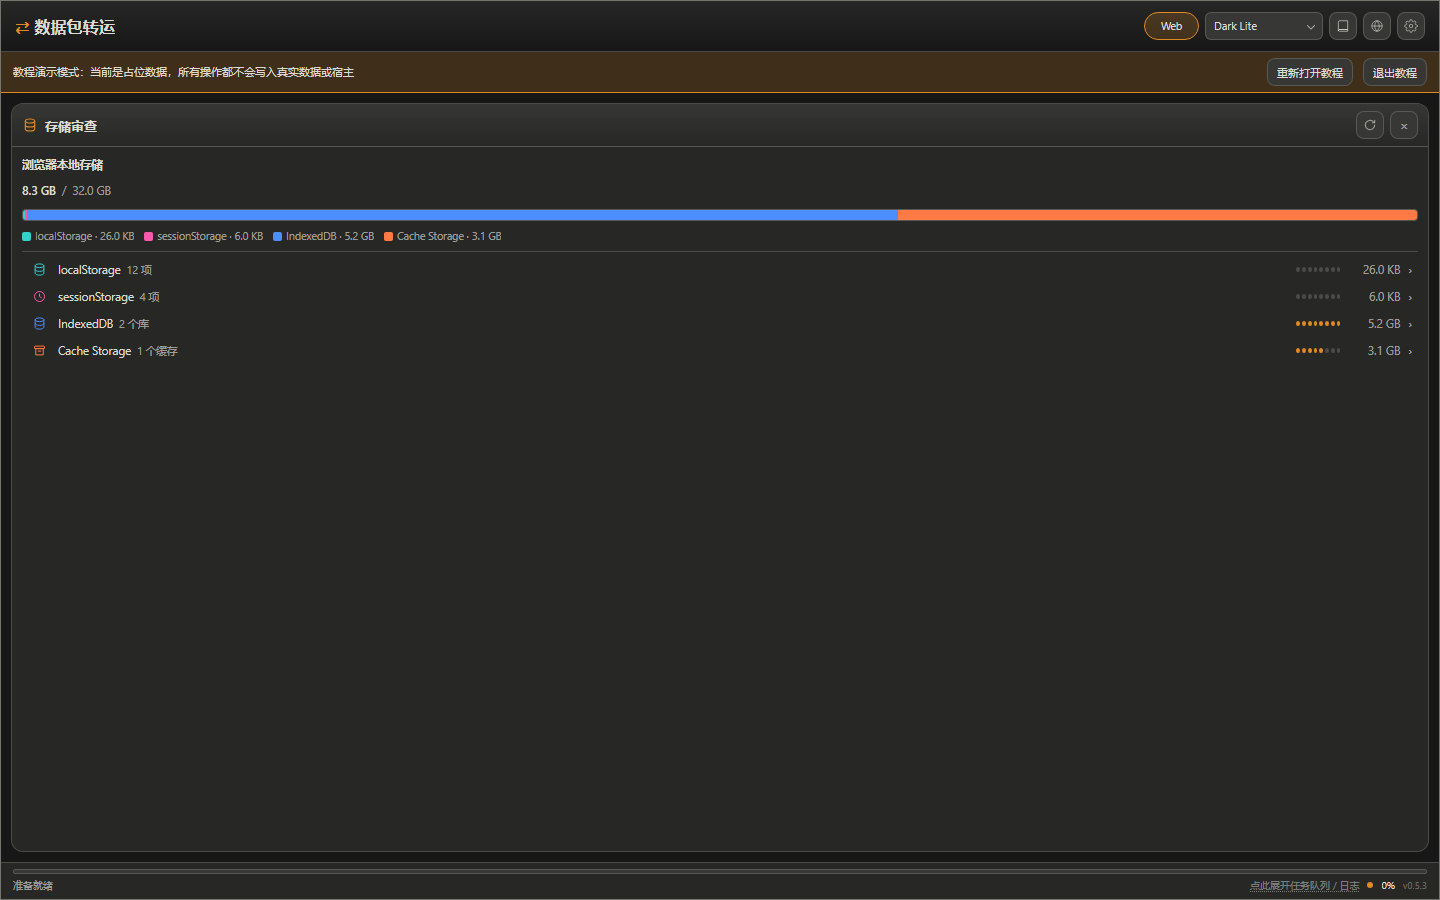 数据包转运
Web
Dark Lite
教程演示模式：当前是占位数据，所有操作都不会写入真实数据或宿主
重新打开教程
退出教程
存储审查
×
浏览器本地存储
8.3 GB / 32.0 GB
localStorage · 26.0 KB
sessionStorage · 6.0 KB
IndexedDB · 5.2 GB
Cache Storage · 3.1 GB
localStorage 12 项 26.0 KB ›
sessionStorage 4 项 6.0 KB ›
IndexedDB 2 个库 5.2 GB ›
Cache Storage 1 个缓存 3.1 GB ›
准备就绪
点此展开任务队列 / 日志
0%
v0.5.3